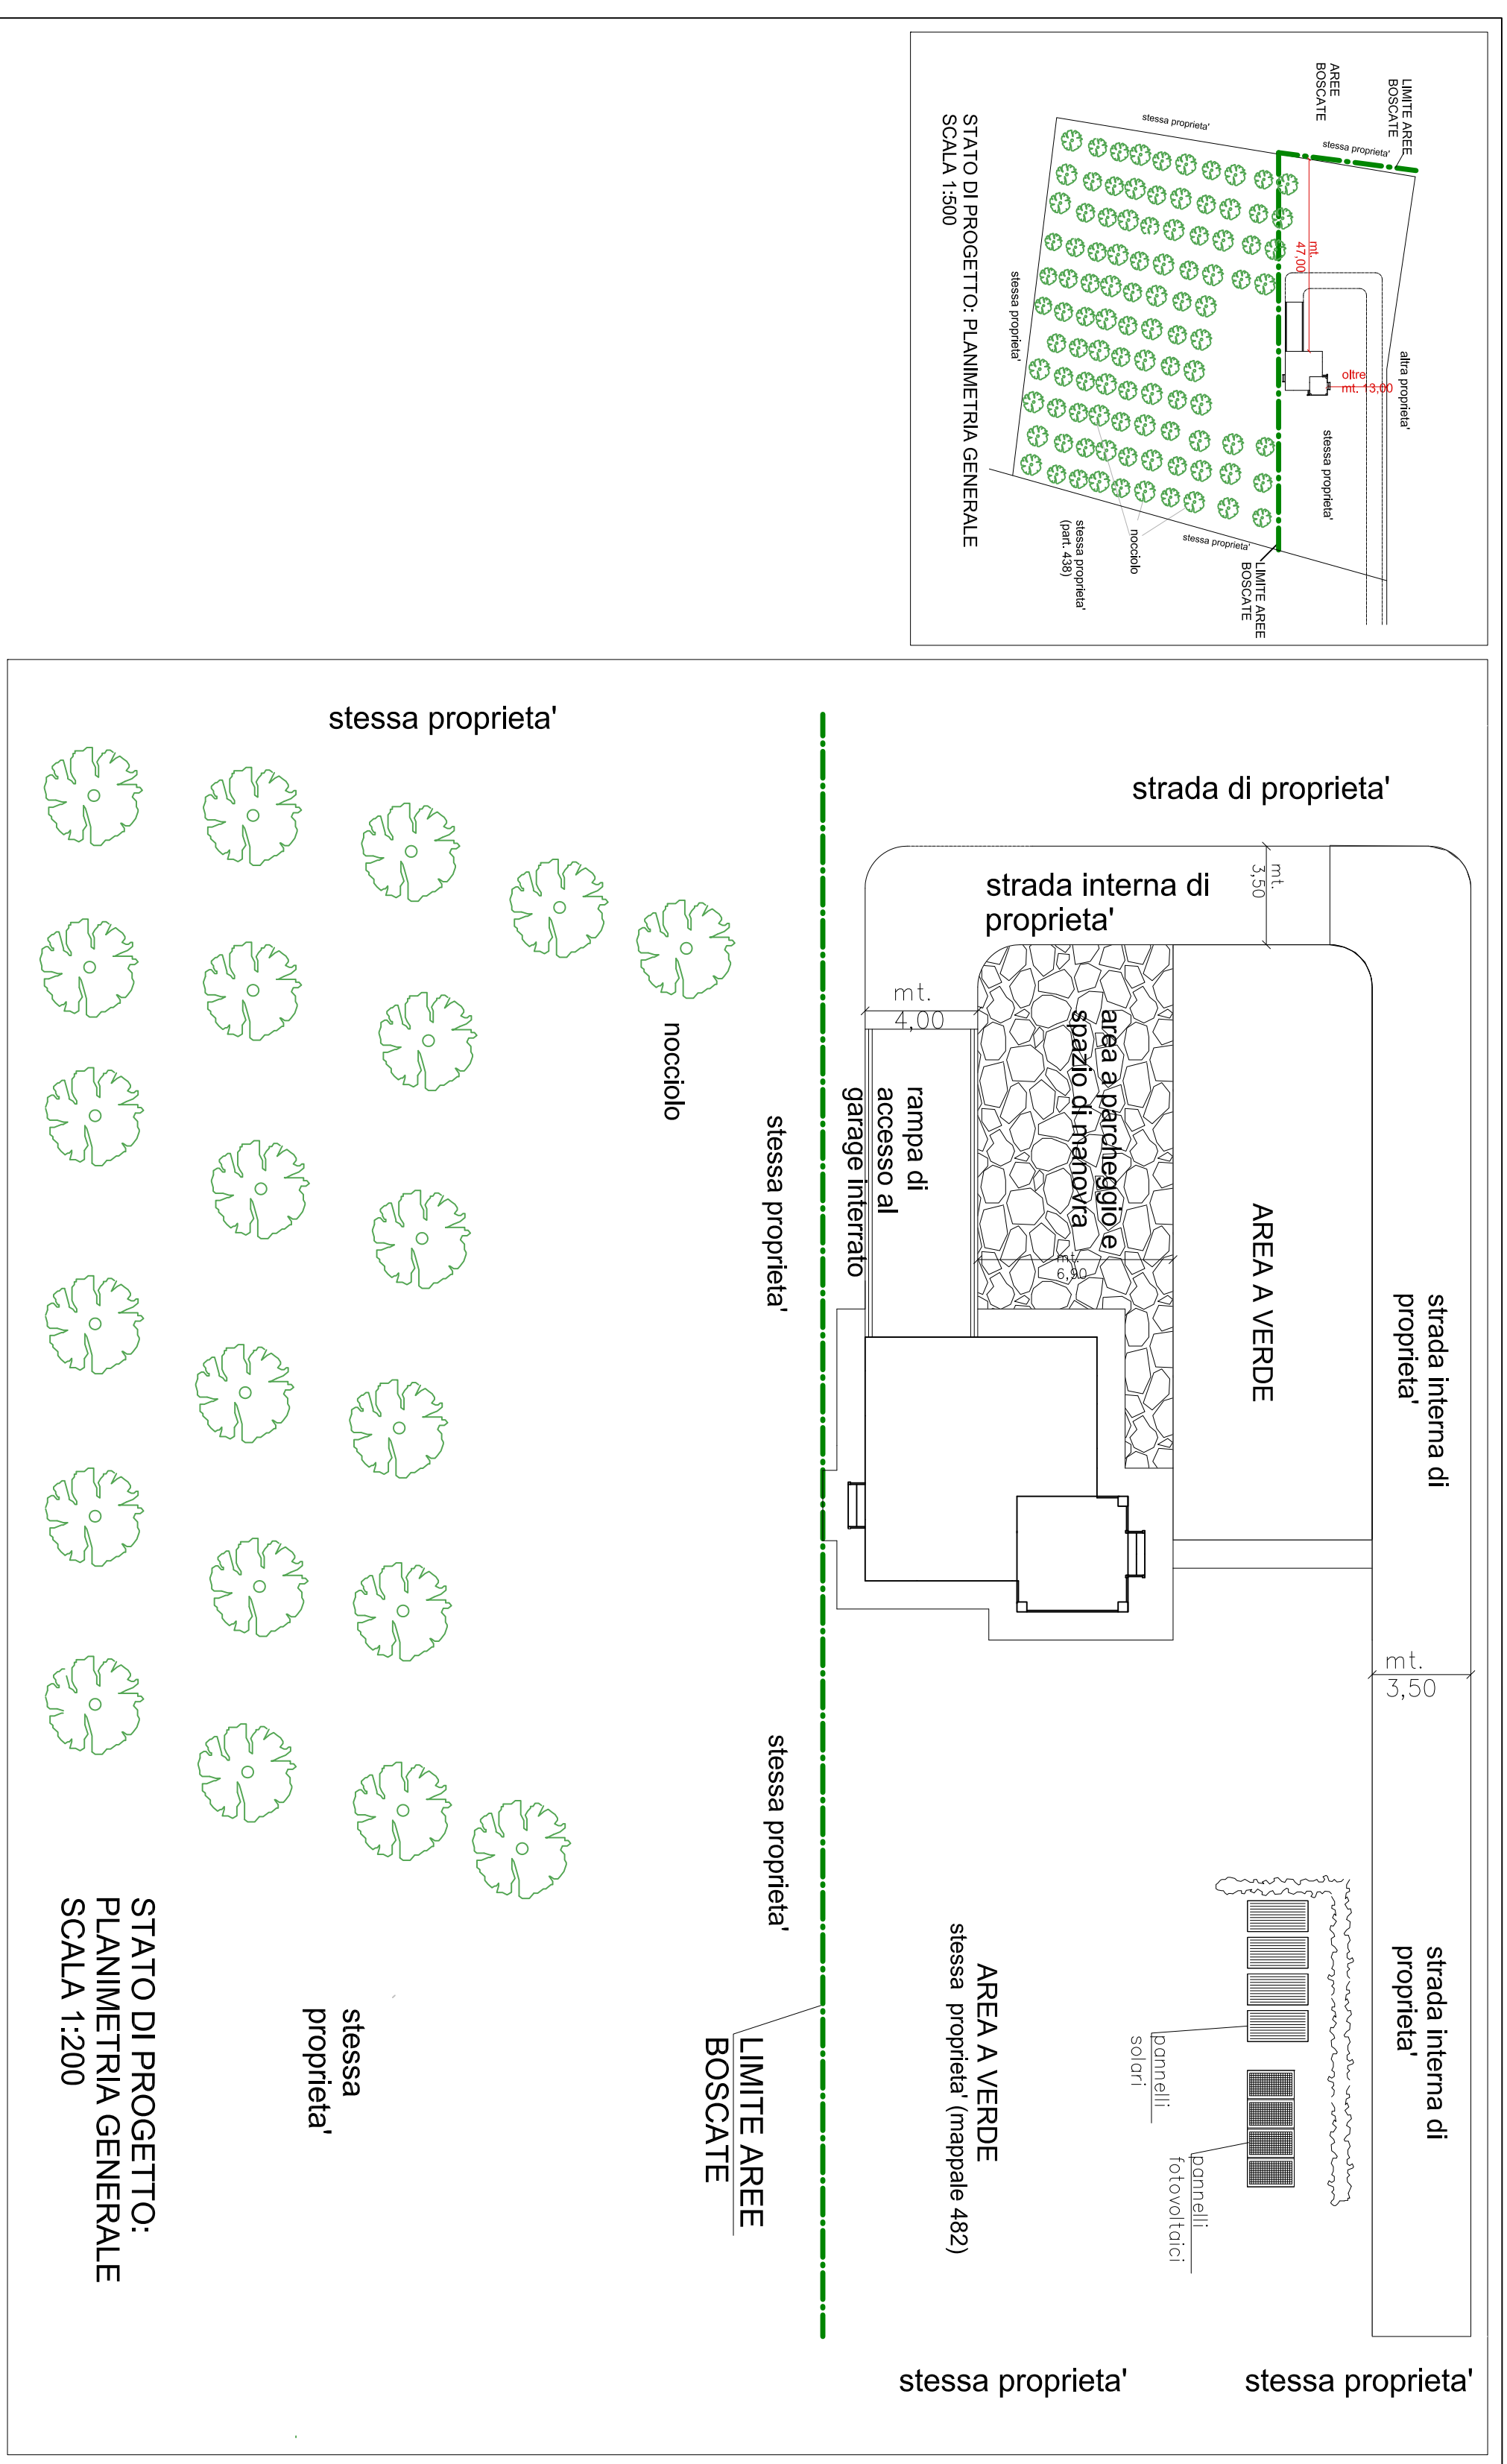 LIMITE AREE
BOSCATE
AREE
BOSCATE
stessa proprieta'
stessa proprieta'
mt.
47,00
altra proprieta'
oltre
mt. 13,00
stessa proprieta'
stessa proprieta'
nocciolo
stessa proprieta'
(part. 438)
stessa proprieta'
LIMITE AREE
BOSCATE
STATO DI PROGETTO: PLANIMETRIA GENERALE
SCALA 1:500
stessa proprieta'
strada di proprieta'
strada interna di
proprieta'
mt.
3,50
mt.
4,00
nocciolo
stessa proprieta'
rampa di
accesso al
garage interrato
area a parcheggio e
spazio di manovra
mt.
6,90
AREA A VERDE
strada interna di
proprieta'
mt.
3,50
stessa proprieta'
AREA A VERDE
stessa proprieta' (mappale 482)
pannelli
solari
pannelli
fotovoltaici
strada interna di
proprieta'
LIMITE AREE
BOSCATE
stessa
proprieta'
STATO DI PROGETTO:
PLANIMETRIA GENERALE
SCALA 1:200
stessa proprieta'
stessa proprieta'